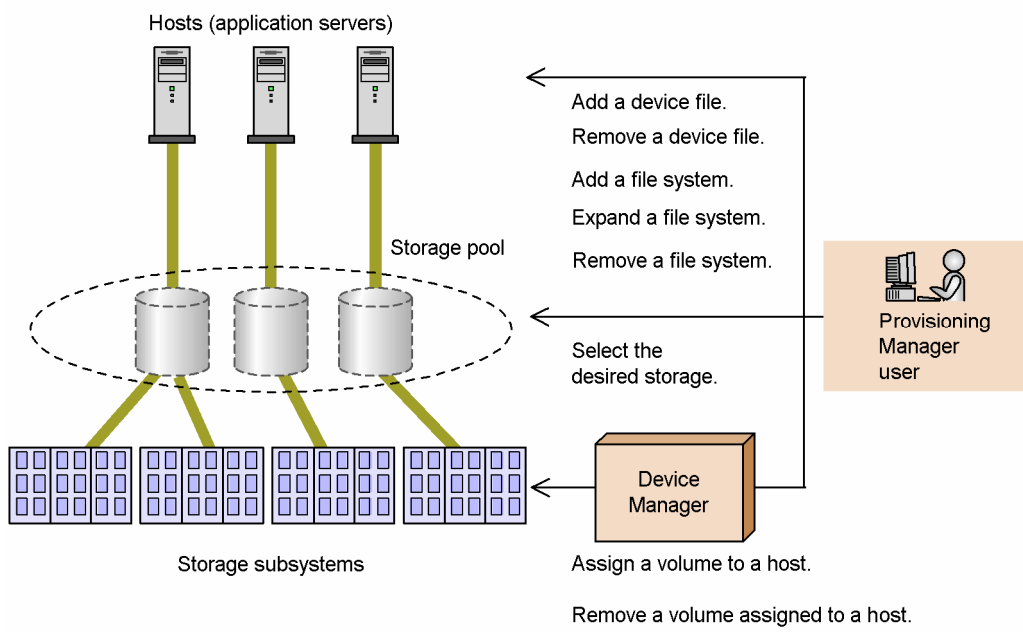 Hosts (application servers)
Add a device file.
Remove a device file.
Add a file system.
Expand a file system.
Remove a file system.
Storage pool
Provisioning
Manager
user
Select the
desired storage.
Device
Manager
Storage subsystems
Assign a volume to a host.
Remove a volume assigned to a host.